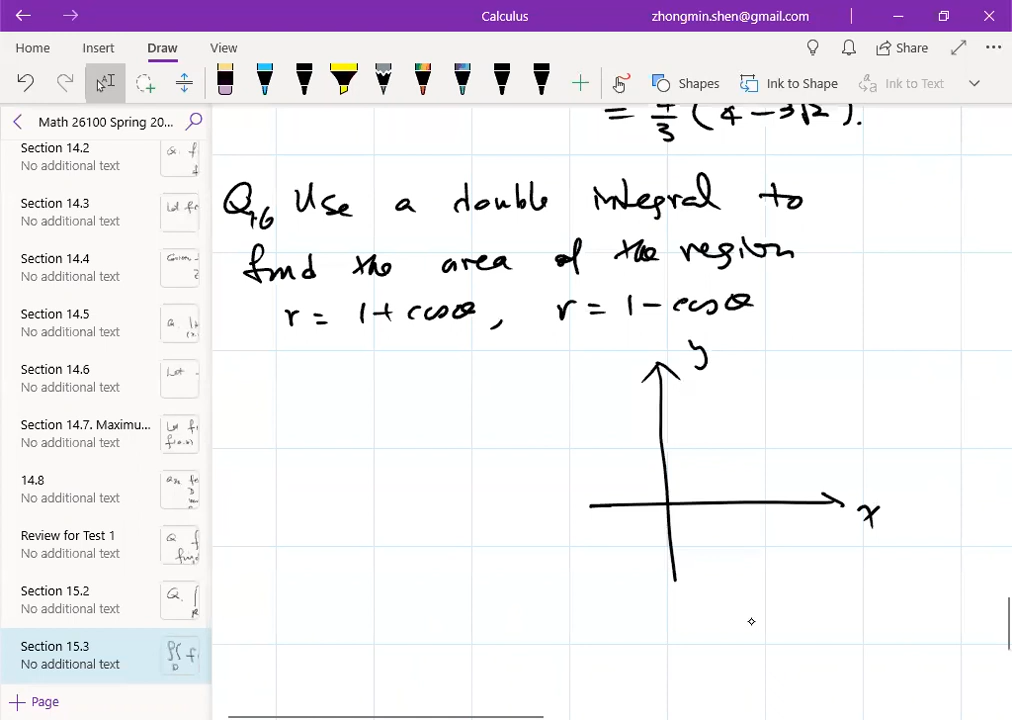 Calculus
zhongmin.shen@gmail.com
Home Insert Draw View
Share
Shapes
Ink to Shape
Ink to Text
Math 26100 Spring 20...
Section 14.2
No additional text
Section 14.3
No additional text
Section 14.4
No additional text
Section 14.5
No additional text
Section 14.6
No additional text
Section 14.7. Maximu...
No additional text
14.8
No additional text
Review for Test 1
No additional text
Section 15.2
No additional text
Section 15.3
No additional text
Page
(4-3√2).
Q46 Use a double integral to
find the area of the region
r = 1+cosθ, r = 1-cosθ
y
x